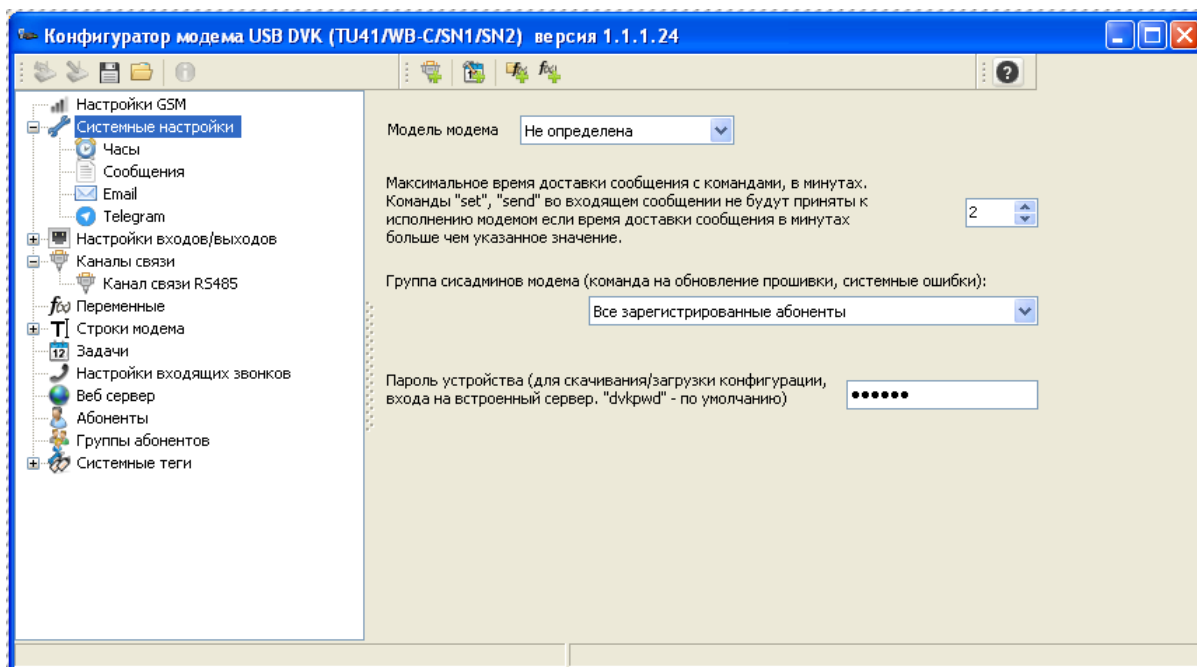 Конфигуратор модема USB DVK (TU41/WB-C/SN1/SN2) версия 1.1.1.24
Настройки GSM
Системные настройки
Часы
Сообщения
Email
Telegram
Настройки входов/выходов
Каналы связи
Канал связи RS485
f(x) Переменные
Строки модема
12 Задачи
Настройки входящих звонков
Веб сервер
Абоненты
Группы абонентов
Системные теги
Модель модема
Не определена
Максимальное время доставки сообщения с командами, в минутах.
Команды "set", "send" во входящем сообщении не будут приняты к
исполнению модемом если время доставки сообщения в минутах
больше чем указанное значение.
2
Группа сисадминов модема (команда на обновление прошивки, системные ошибки):
Все зарегистрированные абоненты
Пароль устройства (для скачивания/загрузки конфигурации,
входа на встроенный сервер. "dvkpwd" - по умолчанию)
●●●●●●